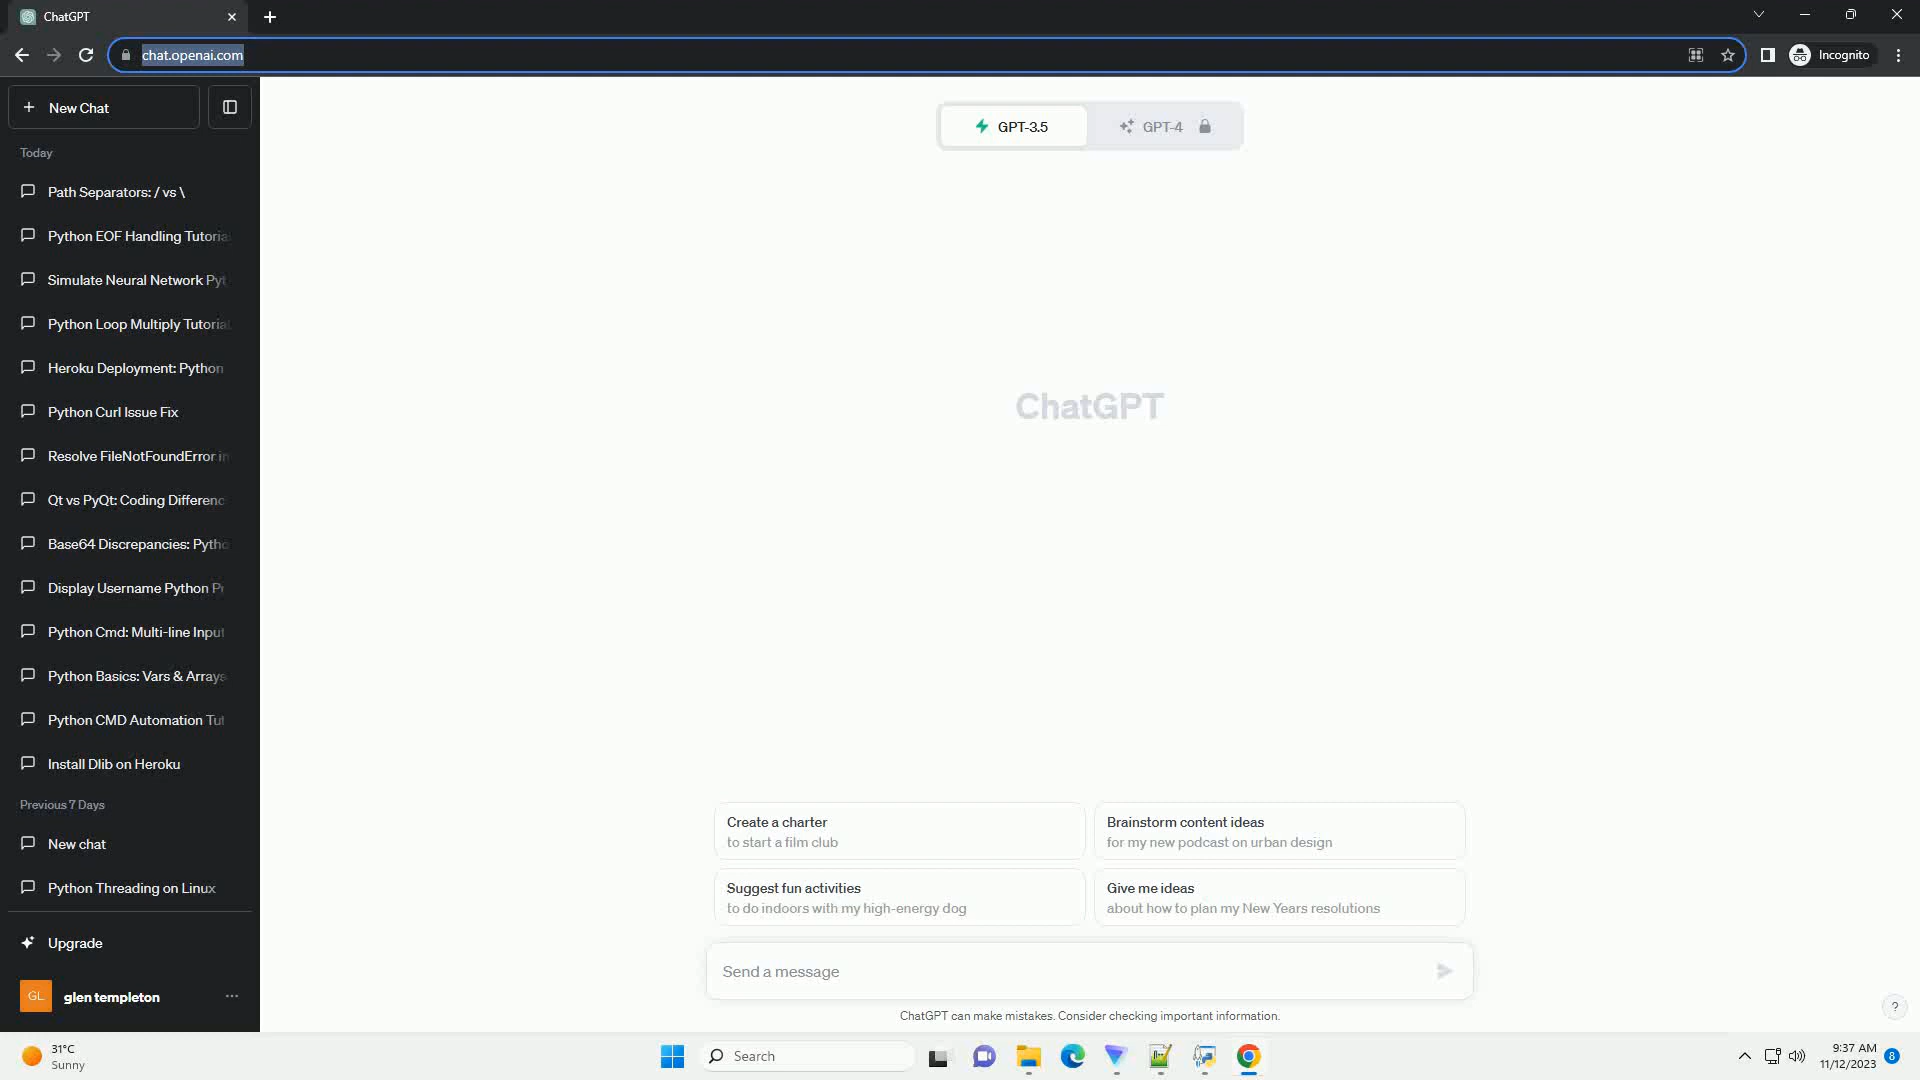 ChatGPT
chat.openai.com
Incognito
New Chat
Today
Path Separators: / vs \
Python EOF Handling Tutoria
Simulate Neural Network Pyt
Python Loop Multiply Tutoria
Heroku Deployment: Python
Python Curl Issue Fix
Resolve FileNotFoundError in
Qt vs PyQt: Coding Differenc
Base64 Discrepancies: Pytho
Display Username Python Pr
Python Cmd: Multi-line Input
Python Basics: Vars & Arrays
Python CMD Automation Tut
Install Dlib on Heroku
Previous 7 Days
New chat
Python Threading on Linux
Upgrade
GL
glen templeton
GPT-3.5
GPT-4
ChatGPT
Create a charter
to start a film club
Brainstorm content ideas
for my new podcast on urban design
Suggest fun activities
to do indoors with my high-energy dog
Give me ideas
about how to plan my New Years resolutions
Send a message
ChatGPT can make mistakes. Consider checking important information.
?
31°C
Sunny
Search
9:37 AM
11/12/2023
8